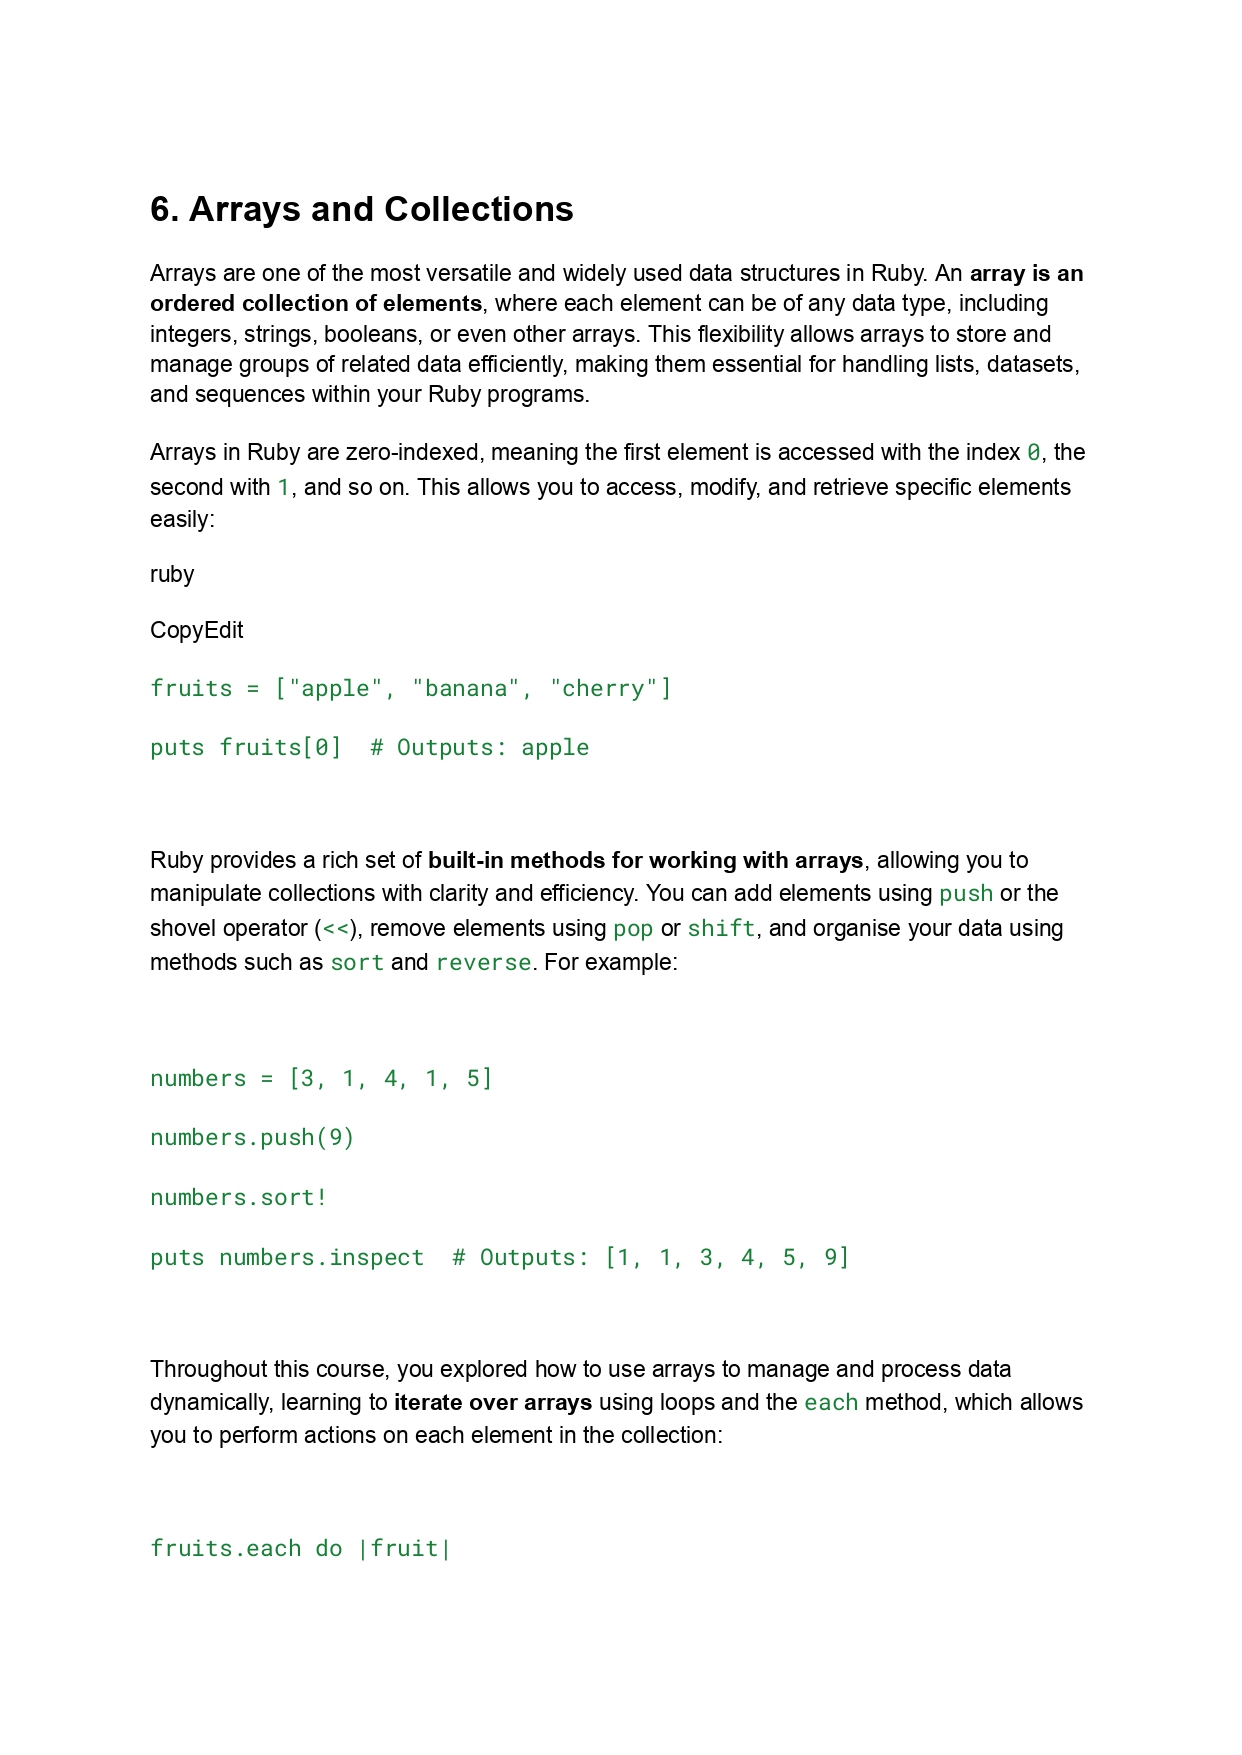 6. Arrays and Collections
Arrays are one of the most versatile and widely used data structures in Ruby. An array is an
ordered collection of elements, where each element can be of any data type, including
integers, strings, booleans, or even other arrays. This flexibility allows arrays to store and
manage groups of related data efficiently, making them essential for handling lists, datasets,
and sequences within your Ruby programs.
Arrays in Ruby are zero-indexed, meaning the first element is accessed with the index 0, the
second with 1, and so on. This allows you to access, modify, and retrieve specific elements
easily:
ruby
CopyEdit
fruits = ["apple", "banana", "cherry"]
puts fruits[0]  # Outputs: apple
Ruby provides a rich set of built-in methods for working with arrays, allowing you to
manipulate collections with clarity and efficiency. You can add elements using push or the
shovel operator (<<), remove elements using pop or shift, and organise your data using
methods such as sort and reverse. For example:
numbers = [3, 1, 4, 1, 5]
numbers.push(9)
numbers.sort!
puts numbers.inspect  # Outputs: [1, 1, 3, 4, 5, 9]
Throughout this course, you explored how to use arrays to manage and process data
dynamically, learning to iterate over arrays using loops and the each method, which allows
you to perform actions on each element in the collection:
fruits.each do |fruit|